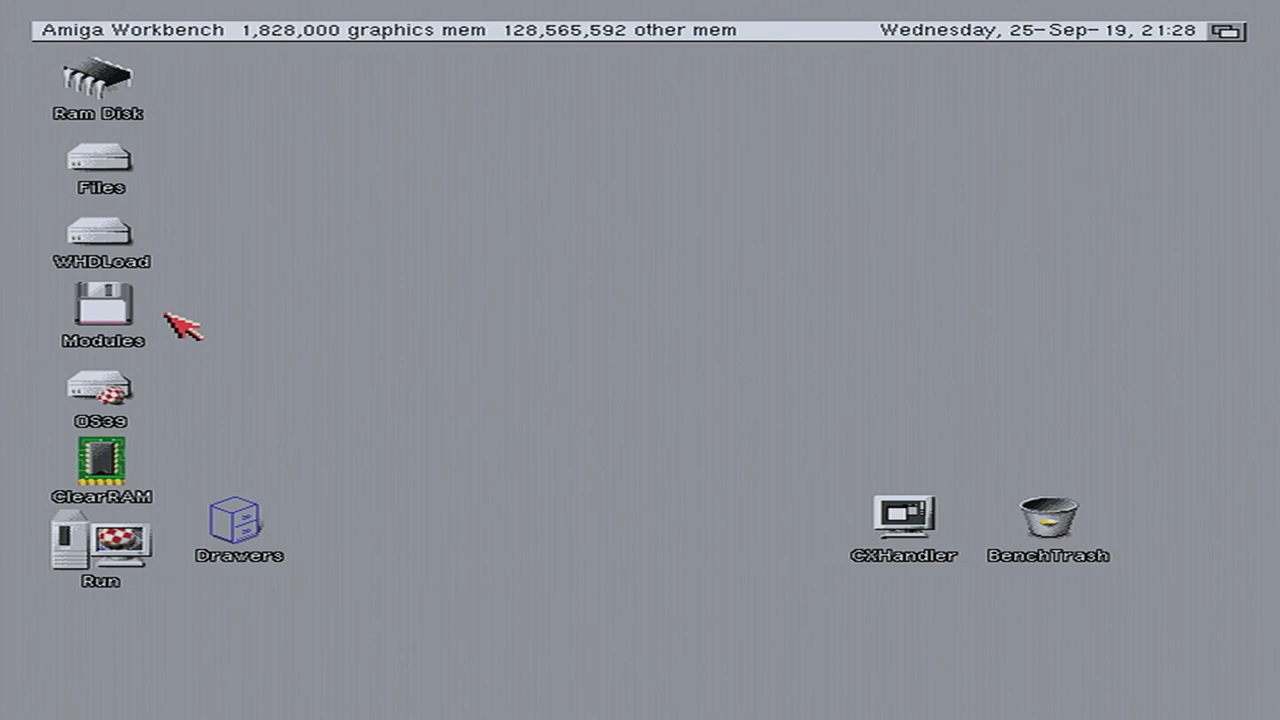 Amiga Workbench 1,828,000 graphics mem 128,565,592 other mem Wednesday, 25-Sep-19, 21:28
Ram Disk
Files
WHDLoad
Modules
OS39
ClearRAM
Run
Drawers
CXHandler
BenchTrash